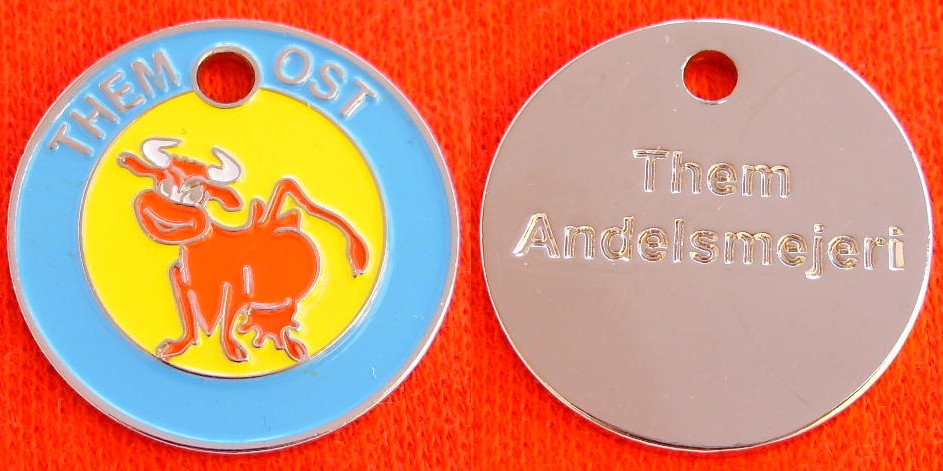 THEM OST
Them
Andelsmejeri